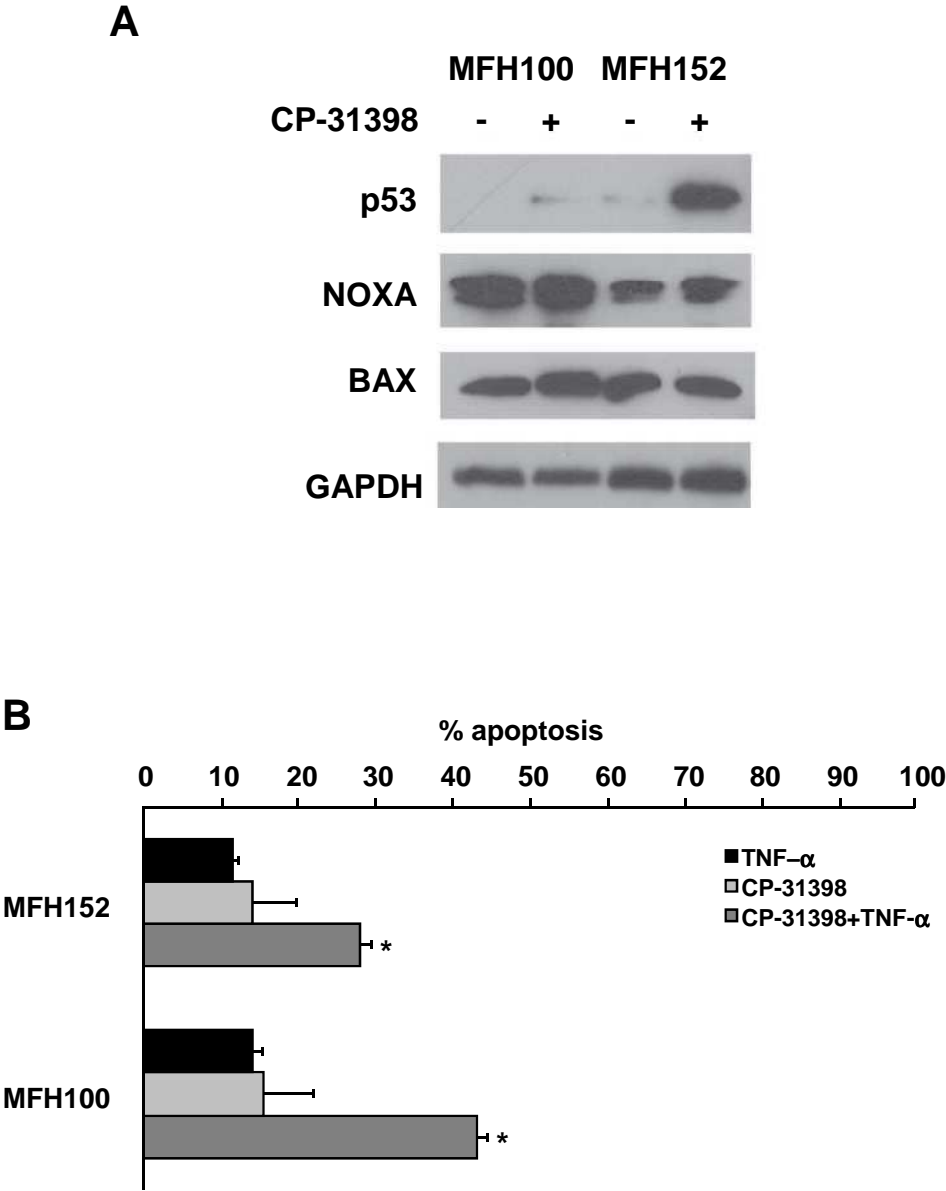 A
MFH100 MFH152
CP-31398 - + - +
p53
NOXA
BAX
GAPDH
B
% apoptosis
0 10 20 30 40 50 60 70 80 90 100
TNF–α
CP-31398
CP-31398+TNF-α
MFH152
*
MFH100
*